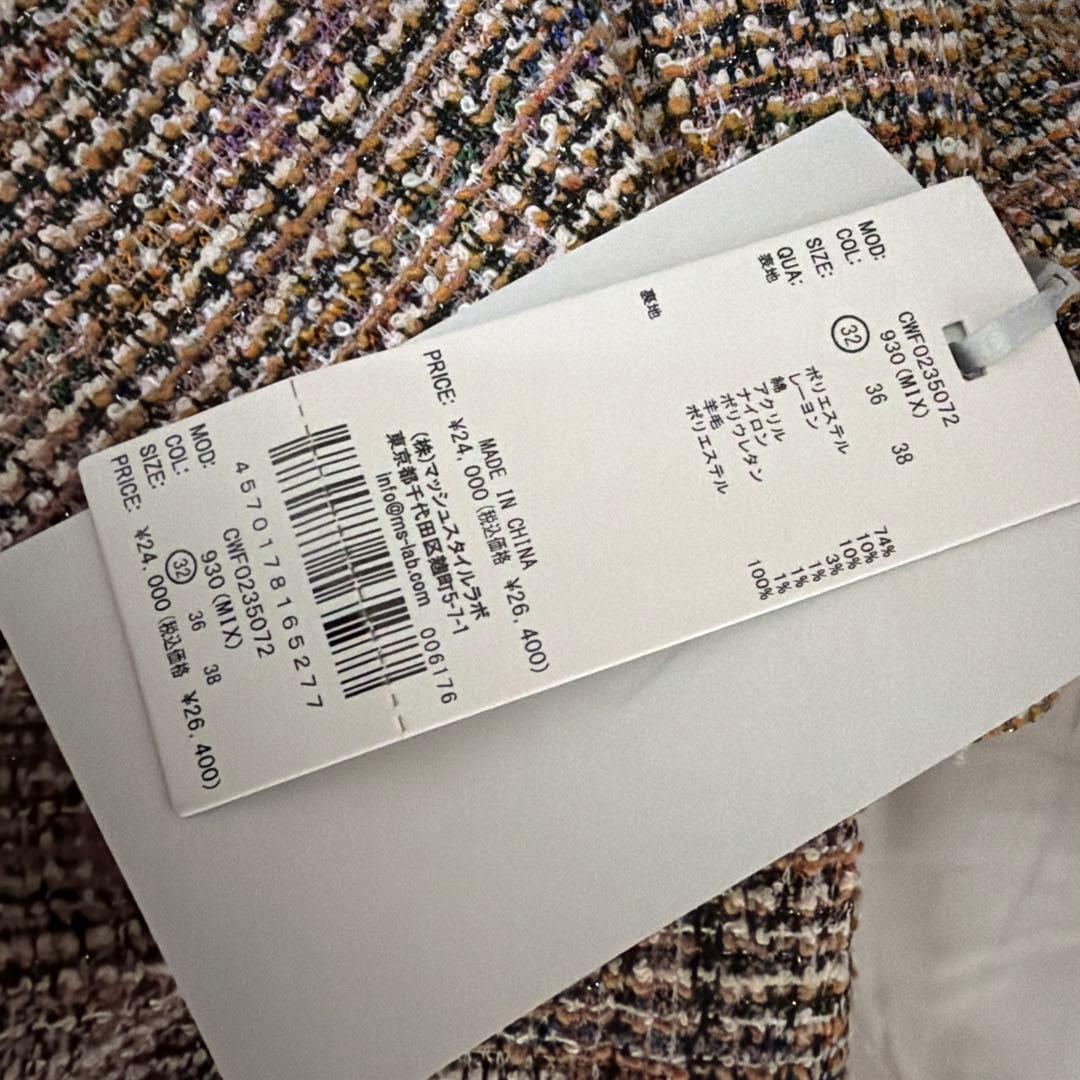 MOD: CWF0235072
COL: 930(MIX)
SIZE: 32 36 38
QUA:
表地 ポリエステル 74%
レーヨン 10%
綿 10%
アクリル 3%
ナイロン 1%
ポリウレタン 1%
羊毛 1%
裏地 ポリエステル 100%
MADE IN CHINA
PRICE: ¥24,000(税込価格 ¥26,400)
(株)マッシュスタイルラボ
東京都千代田区麹町5-7-1
info@ms-lab.com 006176
4570178165277
MOD: CWF0235072
COL: 930(MIX)
SIZE: 32 36 38
PRICE: ¥24,000(税込価格 ¥26,400)